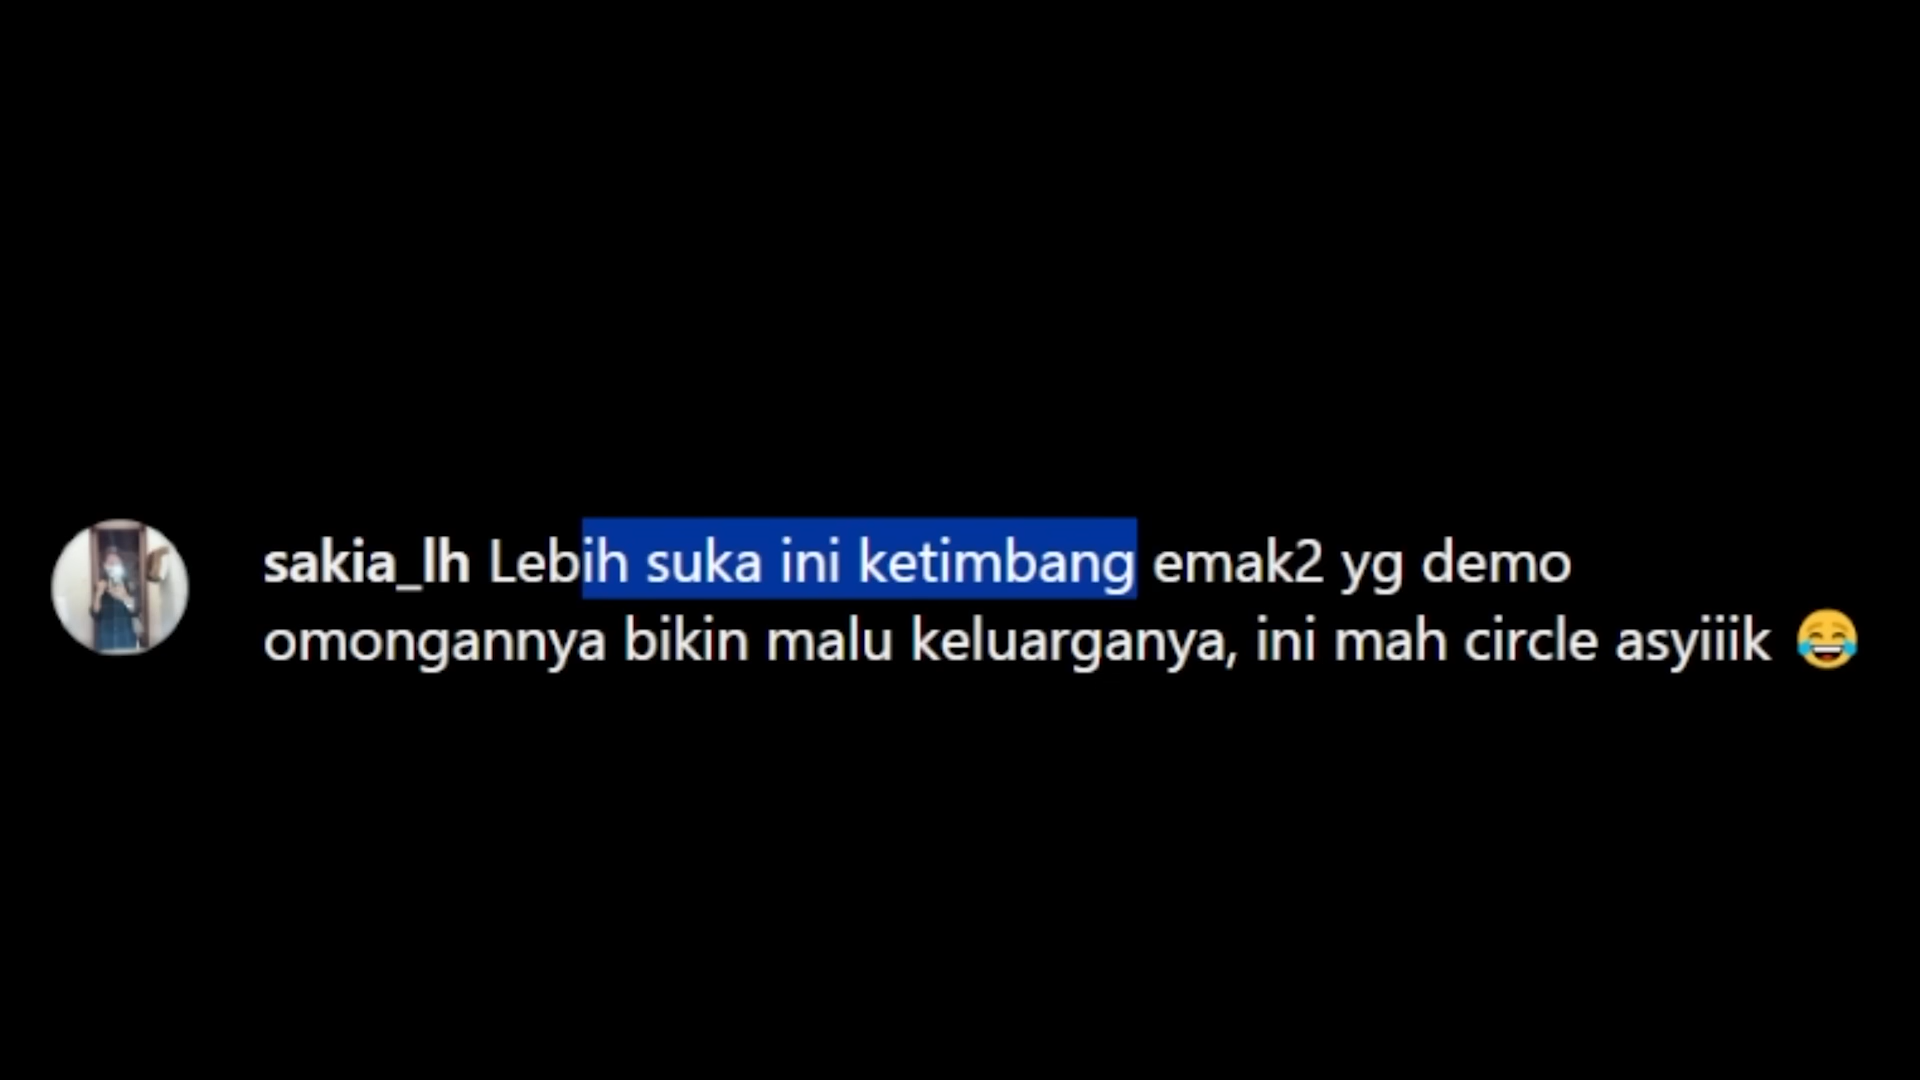 sakia_lh Lebih suka ini ketimbang emak2 yg demo
omongannya bikin malu keluarganya, ini mah circle asyiiik 😂